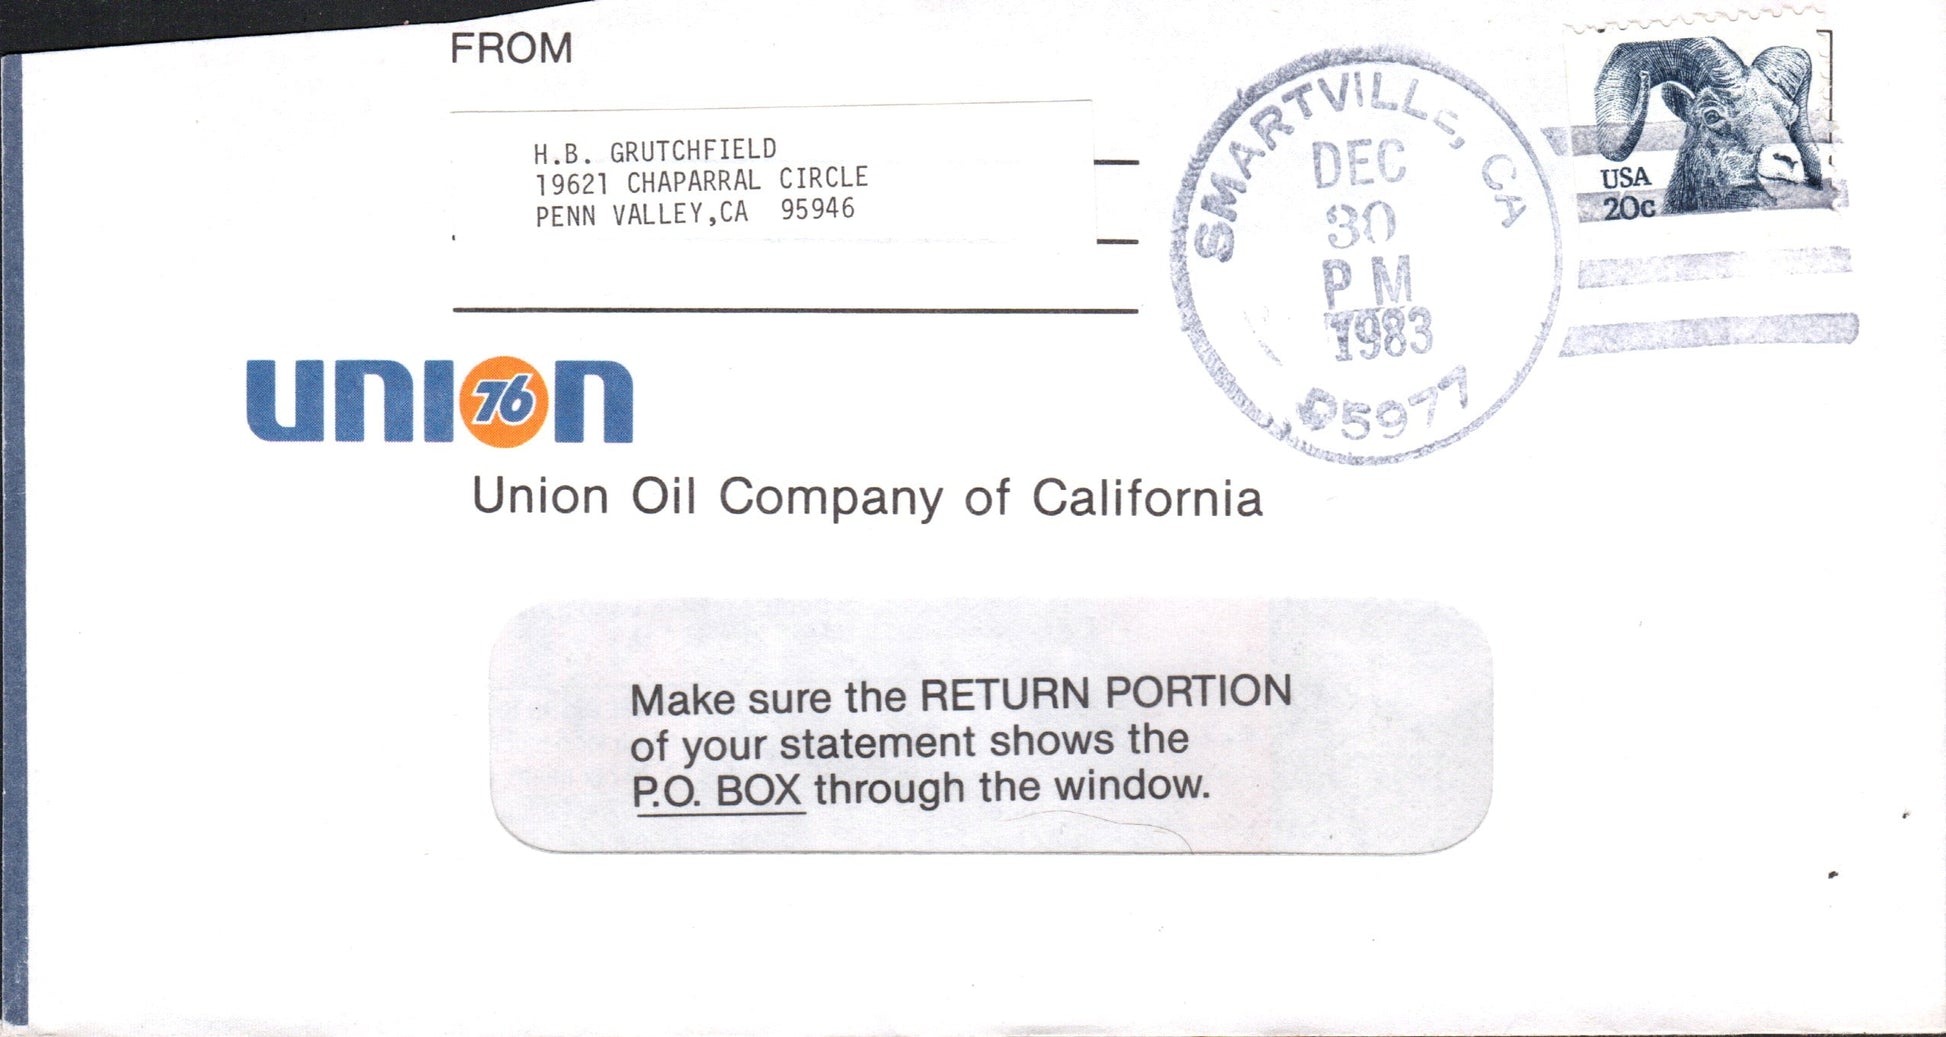 FROM
H.B. GRUTCHFIELD
19621 CHAPARRAL CIRCLE
PENN VALLEY,CA 95946
SMARTVILLE, CA
DEC
30
PM
1983
95977
USA
20c
union 76
Union Oil Company of California
Make sure the RETURN PORTION
of your statement shows the
P.O. BOX through the window.